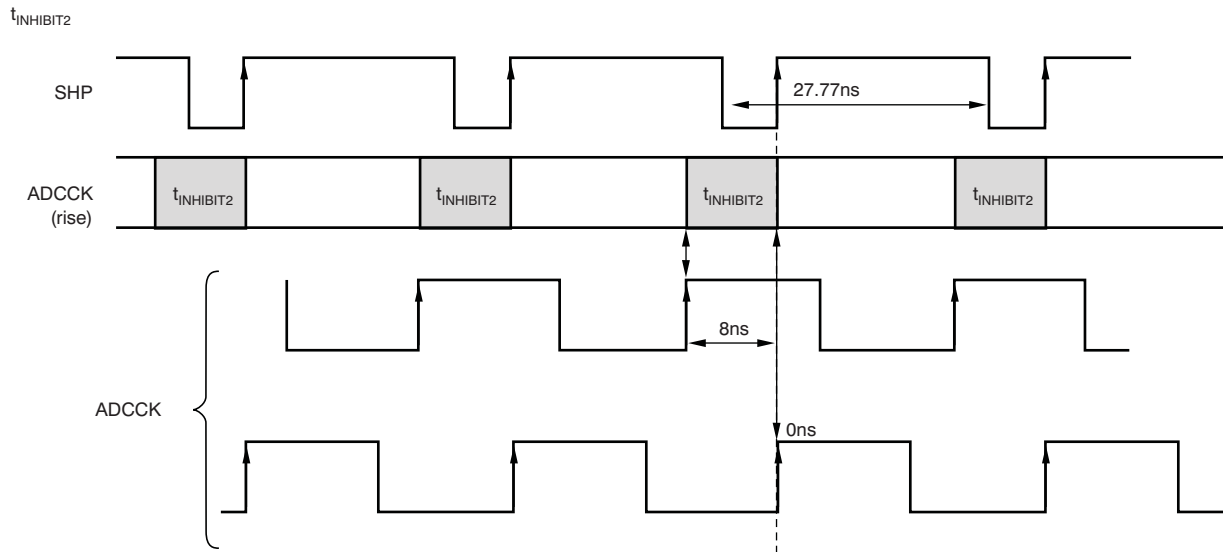 tINHIBIT2
SHP
27.77ns
ADCCK
(rise)
tINHIBIT2
tINHIBIT2
tINHIBIT2
tINHIBIT2
8ns
ADCCK
0ns